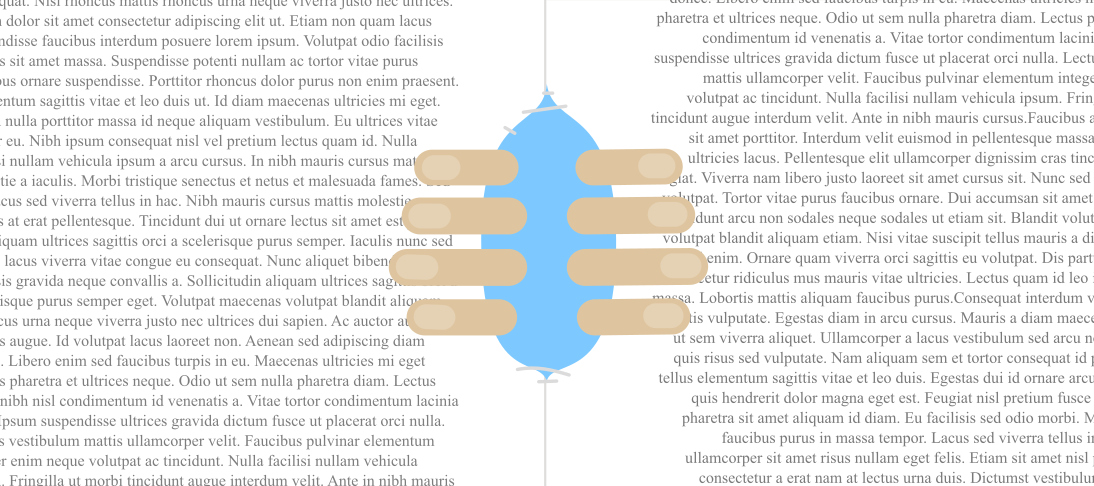 quat. Nisl rhoncus mattis rhoncus urna neque viverra justo nec ultrices.
dolor sit amet consectetur adipiscing elit ut. Etiam non quam lacus
ndisse faucibus interdum posuere lorem ipsum. Volutpat odio facilisis
s sit amet massa. Suspendisse potenti nullam ac tortor vitae purus
ous ornare suspendisse. Porttitor rhoncus dolor purus non enim praesent.
entum sagittis vitae et leo duis ut. Id diam maecenas ultricies mi eget.
nulla porttitor massa id neque aliquam vestibulum. Eu ultrices vitae
r eu. Nibh ipsum consequat nisl vel pretium lectus quam id. Nulla
si nullam vehicula ipsum a arcu cursus. In nibh mauris cursus mat
tie a iaculis. Morbi tristique senectus et netus et malesuada fames.
cus sed viverra tellus in hac. Nibh mauris cursus mattis molestie
s at erat pellentesque. Tincidunt dui ut ornare lectus sit amet est
iquam ultrices sagittis orci a scelerisque purus semper. Iaculis nunc sed
lacus viverra vitae congue eu consequat. Nunc aliquet biben
sis gravida neque convallis a. Sollicitudin aliquam ultrices sag
isque purus semper eget. Volutpat maecenas volutpat blandit aliquam
cus urna neque viverra justo nec ultrices dui sapien. Ac auctor au
s augue. Id volutpat lacus laoreet non. Aenean sed adipiscing diam
. Libero enim sed faucibus turpis in eu. Maecenas ultricies mi eget
s pharetra et ultrices neque. Odio ut sem nulla pharetra diam. Lectus
nibh nisl condimentum id venenatis a. Vitae tortor condimentum lacinia
Ipsum suspendisse ultrices gravida dictum fusce ut placerat orci nulla.
s vestibulum mattis ullamcorper velit. Faucibus pulvinar elementum
er enim neque volutpat ac tincidunt. Nulla facilisi nullam vehicula
. Fringilla ut morbi tincidunt augue interdum velit. Ante in nibh mauris
donec. Libero enim sed faucibus turpis in eu. Maecenas ultricies mi
pharetra et ultrices neque. Odio ut sem nulla pharetra diam. Lectus p
condimentum id venenatis a. Vitae tortor condimentum lacini
suspendisse ultrices gravida dictum fusce ut placerat orci nulla. Lectu
mattis ullamcorper velit. Faucibus pulvinar elementum intege
volutpat ac tincidunt. Nulla facilisi nullam vehicula ipsum. Frin
tincidunt augue interdum velit. Ante in nibh mauris cursus.Faucibus a
sit amet porttitor. Interdum velit euismod in pellentesque massa
ultricies lacus. Pellentesque elit ullamcorper dignissim cras tinc
giat. Viverra nam libero justo laoreet sit amet cursus sit. Nunc sed
volutpat. Tortor vitae purus faucibus ornare. Dui accumsan sit amet
dunt arcu non sodales neque sodales ut etiam sit. Blandit volut
volutpat blandit aliquam etiam. Nisi vitae suscipit tellus mauris a di
enim. Ornare quam viverra orci sagittis eu volutpat. Dis part
etur ridiculus mus mauris vitae ultricies. Lectus quam id leo i
massa. Lobortis mattis aliquam faucibus purus.Consequat interdum v
tis vulputate. Egestas diam in arcu cursus. Mauris a diam maece
ut sem viverra aliquet. Ullamcorper a lacus vestibulum sed arcu n
quis risus sed vulputate. Nam aliquam sem et tortor consequat id p
tellus elementum sagittis vitae et leo duis. Egestas dui id ornare arcu
quis hendrerit dolor magna eget est. Feugiat nisl pretium fusce
pharetra sit amet aliquam id diam. Eu facilisis sed odio morbi. M
faucibus purus in massa tempor. Lacus sed viverra tellus in
ullamcorper sit amet risus nullam eget felis. Etiam sit amet nisl p
consectetur a erat nam at lectus urna duis. Dictumst vestibulu